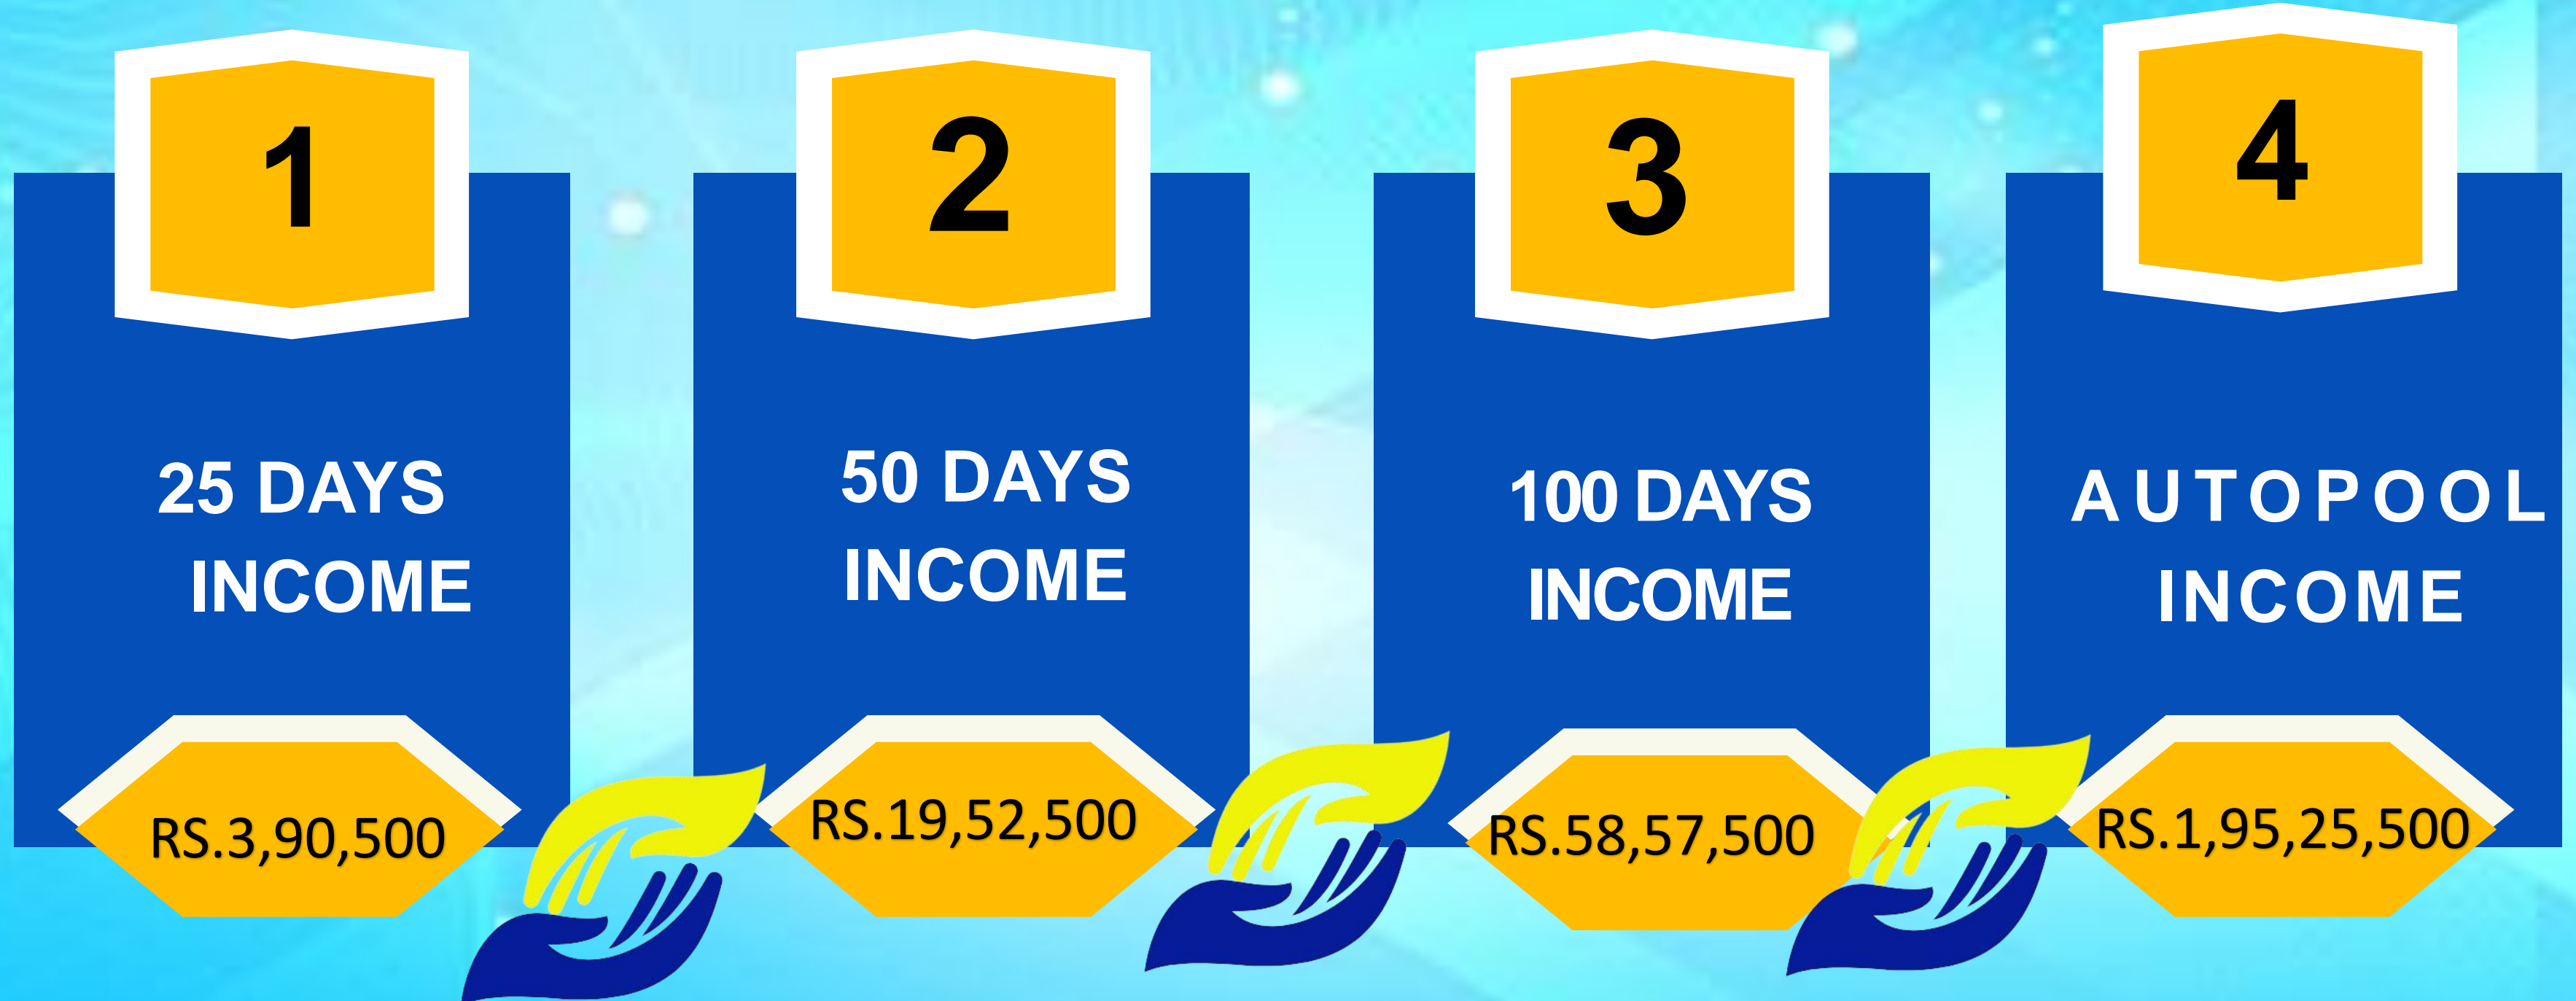 1
25 DAYS
INCOME
RS.3,90,500
2
50 DAYS
INCOME
RS.19,52,500
3
100 DAYS
INCOME
RS.58,57,500
4
AUTOPOOL
INCOME
RS.1,95,25,500